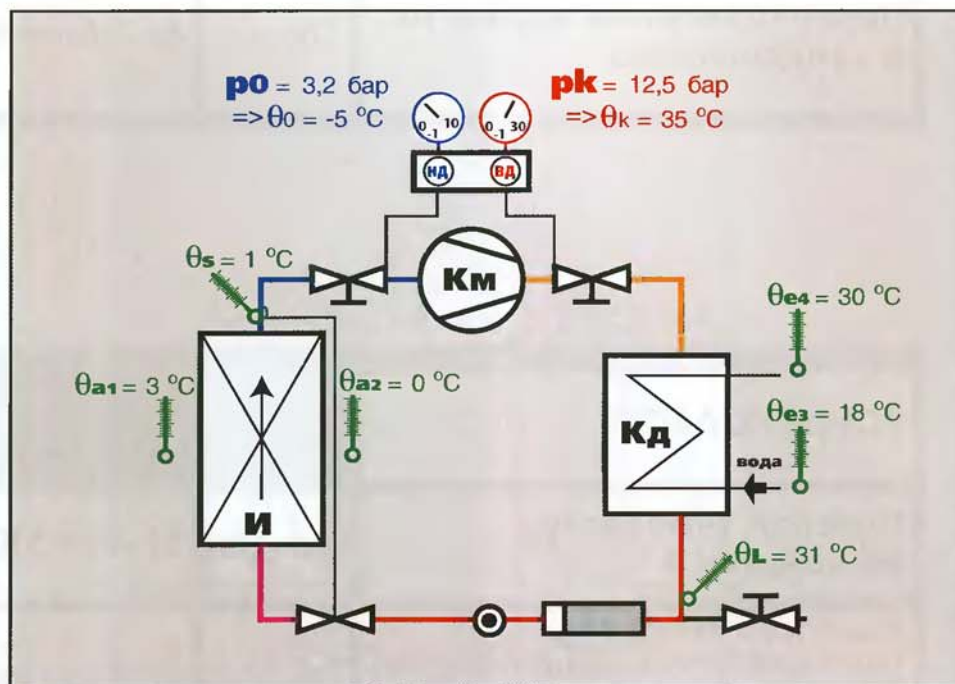 p0 = 3,2 бар
=>θ0 = -5 °C
pk = 12,5 бар
=>θk = 35 °C
0 -1 10
0 -1 30
НД
ВД
θs = 1 °C
Км
θe4 = 30 °C
θa1 = 3 °C
θa2 = 0 °C
θe3 = 18 °C
Кд
вода
И
θL = 31 °C